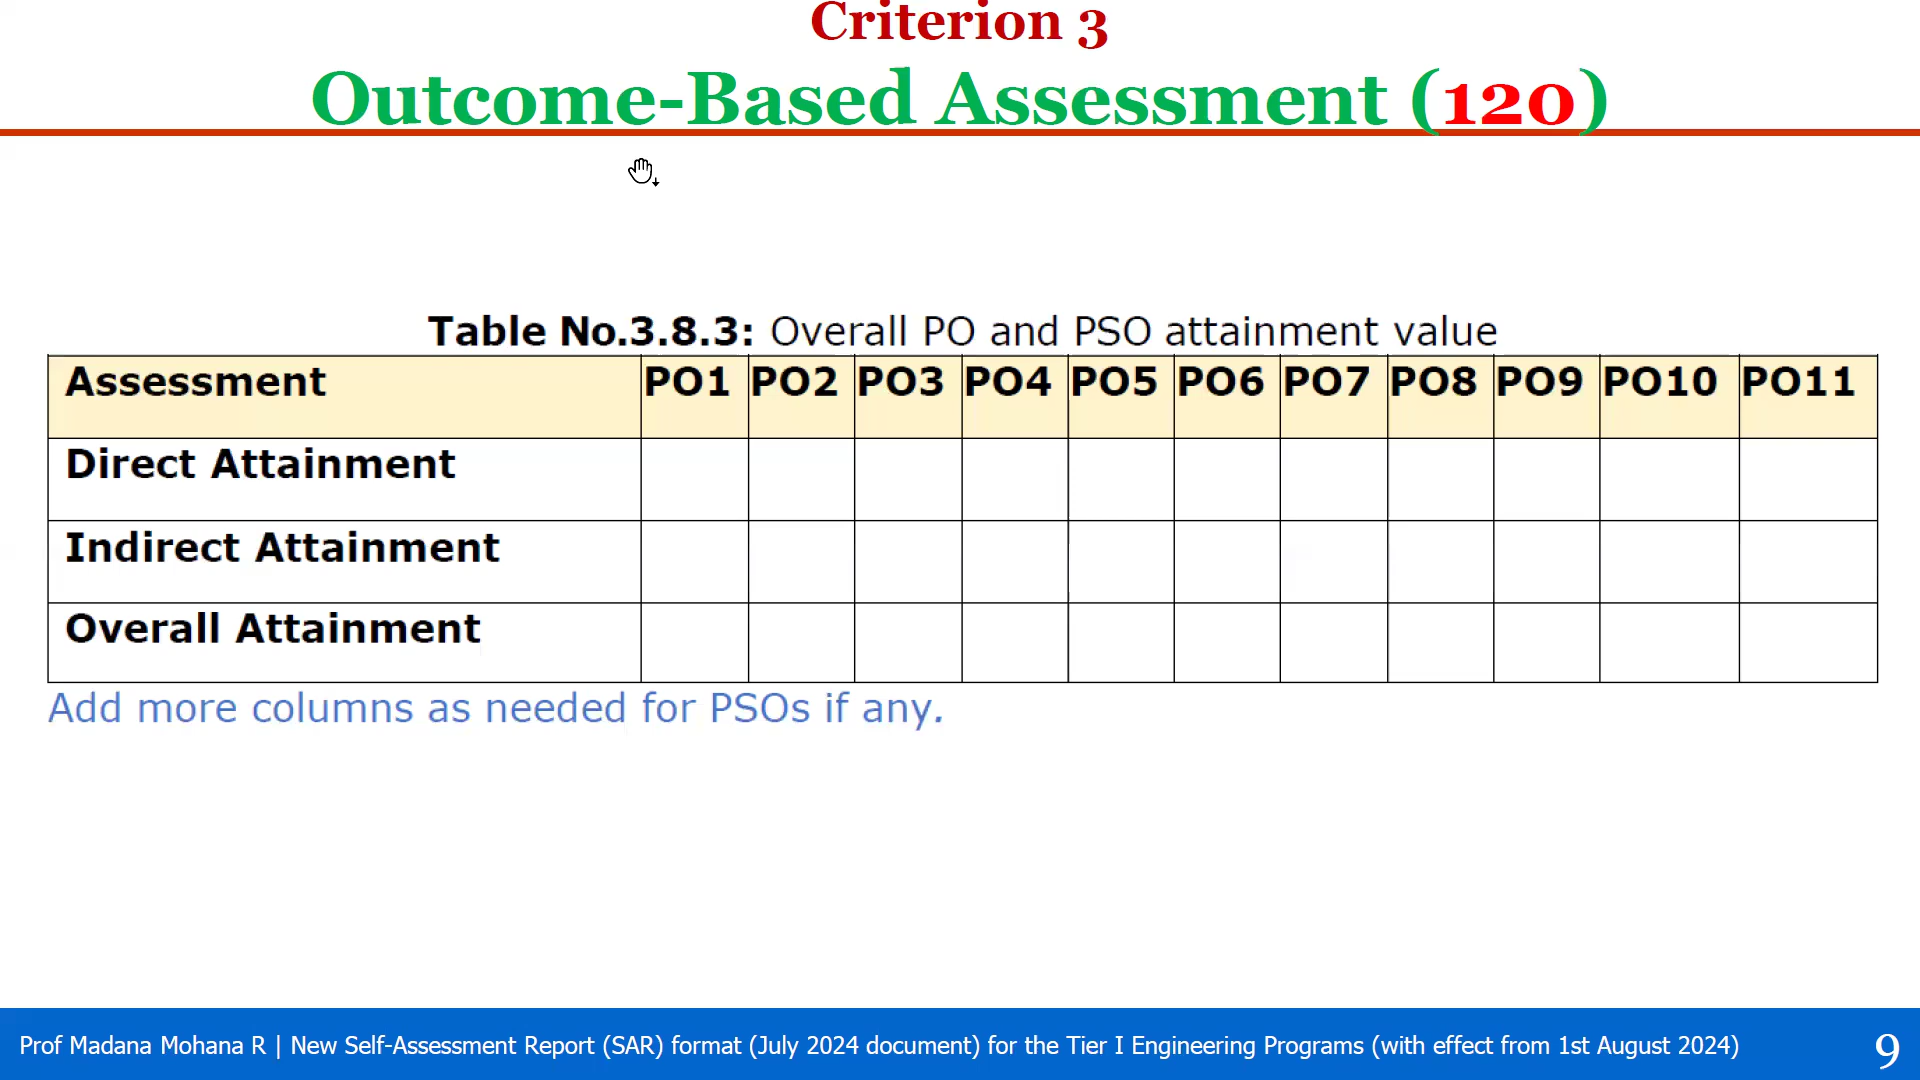 Criterion 3
Outcome-Based Assessment (120)
Table No.3.8.3: Overall PO and PSO attainment value
Assessment PO1 PO2 PO3 PO4 PO5 PO6 PO7 PO8 PO9 PO10 PO11
Direct Attainment
Indirect Attainment
Overall Attainment
Add more columns as needed for PSOs if any.
Prof Madana Mohana R | New Self-Assessment Report (SAR) format (July 2024 document) for the Tier I Engineering Programs (with effect from 1st August 2024) 9